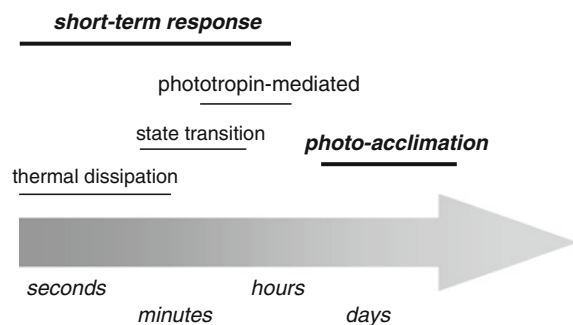 short-term response
phototropin-mediated
state transition
photo-acclimation
thermal dissipation
seconds
hours
minutes
days